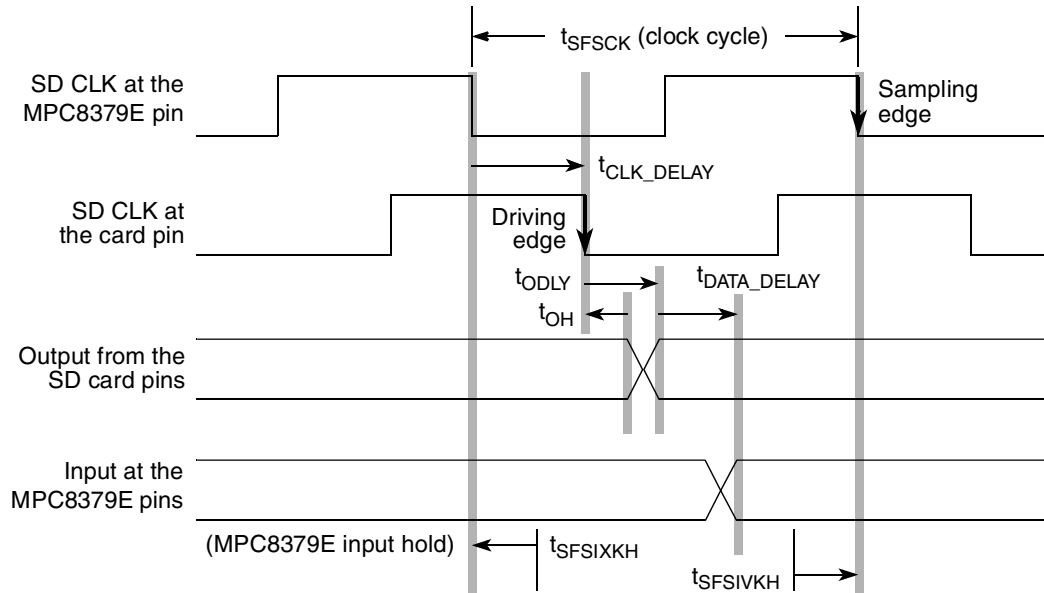 tSFSCK (clock cycle)
SD CLK at the
MPC8379E pin
Sampling
edge
tCLK_DELAY
SD CLK at
the card pin
Driving
edge
tODLY
tDATA_DELAY
tOH
Output from the
SD card pins
Input at the
MPC8379E pins
(MPC8379E input hold)
tSFSIXKH
tSFSIVKH